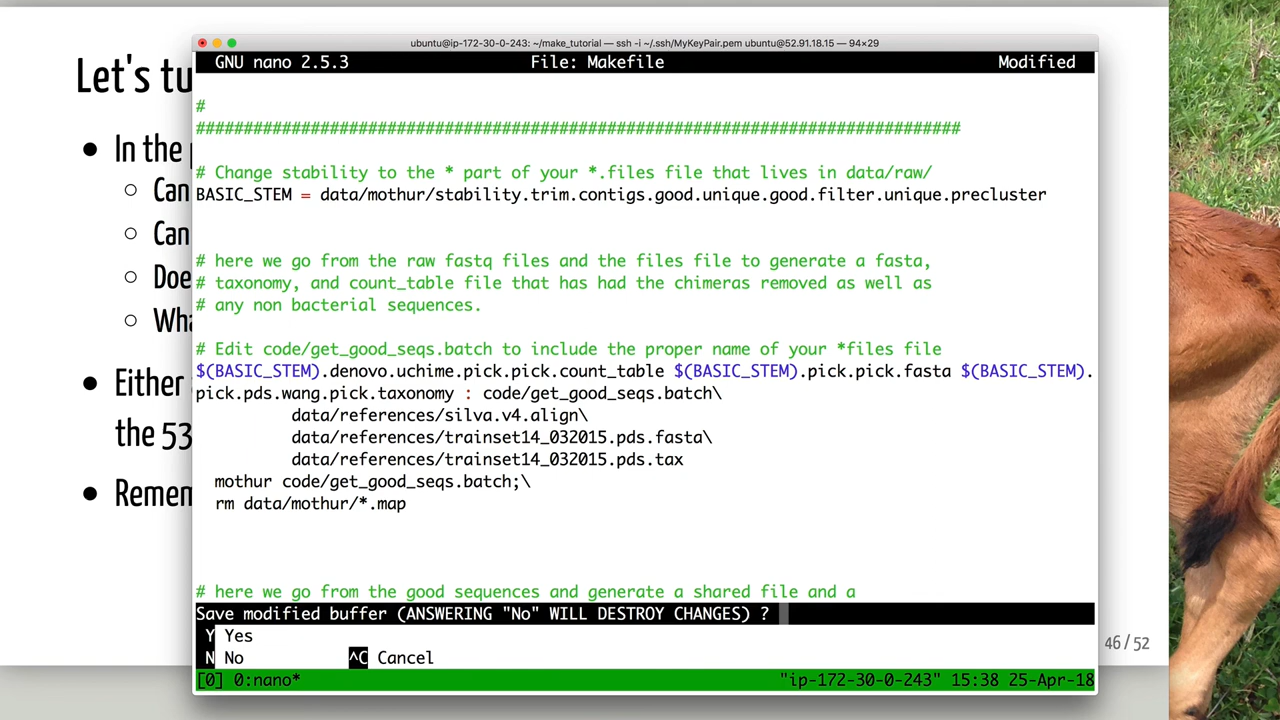 ubuntu@ip-172-30-0-243: ~/make_tutorial — ssh -i ~/.ssh/MyKeyPair.pem ubuntu@52.91.18.15 — 94×29
GNU nano 2.5.3 File: Makefile Modified
Let's tu
#
################################################################################
In the
# Change stability to the * part of your *.files file that lives in data/raw/
Can
BASIC_STEM = data/mothur/stability.trim.contigs.good.unique.good.filter.unique.precluster
Can
# here we go from the raw fastq files and the files file to generate a fasta,
Doe
# taxonomy, and count_table file that has had the chimeras removed as well as
# any non bacterial sequences.
Wha
# Edit code/get_good_seqs.batch to include the proper name of your *files file
$(BASIC_STEM).denovo.uchime.pick.pick.count_table $(BASIC_STEM).pick.pick.fasta $(BASIC_STEM).
Either
pick.pds.wang.pick.taxonomy : code/get_good_seqs.batch\
data/references/silva.v4.align\
the 53
data/references/trainset14_032015.pds.fasta\
data/references/trainset14_032015.pds.tax
mothur code/get_good_seqs.batch;\
Remem
rm data/mothur/*.map
# here we go from the good sequences and generate a shared file and a
Save modified buffer (ANSWERING "No" WILL DESTROY CHANGES) ?
Y Yes
46 / 52
N No ^C Cancel
[0] 0:nano* "ip-172-30-0-243" 15:38 25-Apr-18